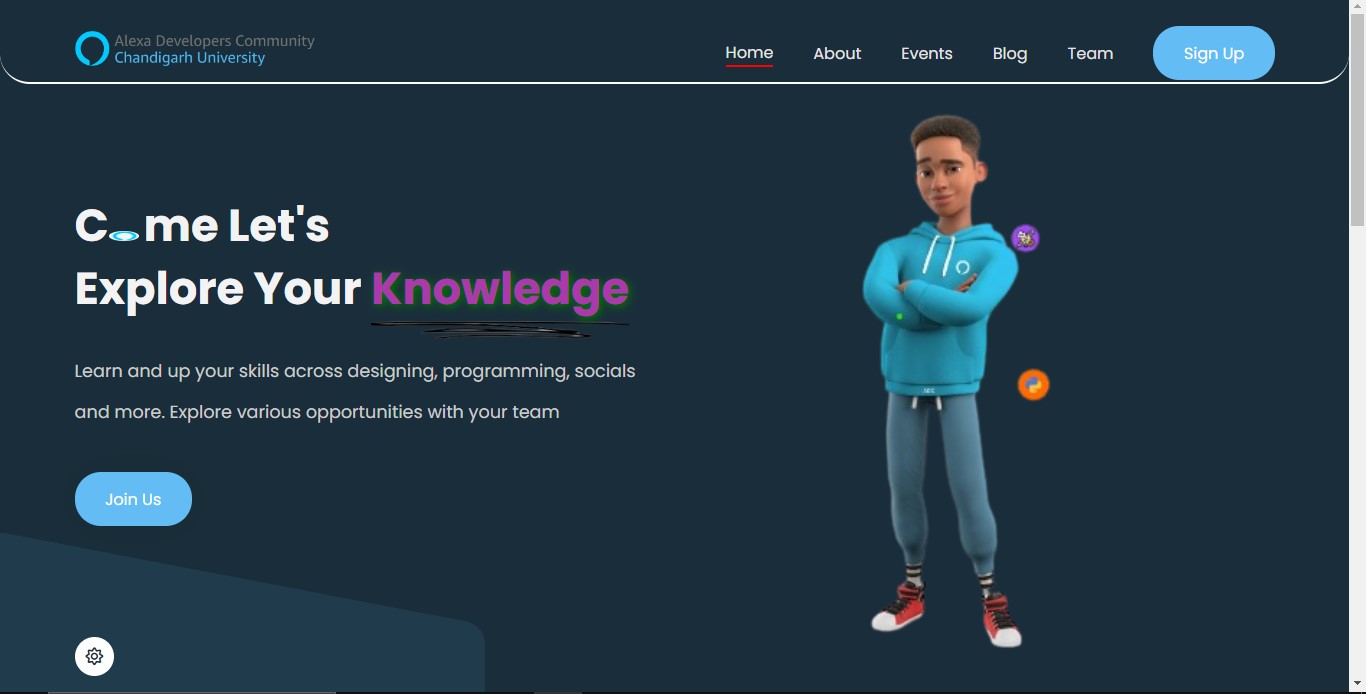 Alexa Developers Community
Chandigarh University
Home About Events Blog Team Sign Up
Come Let's
Explore Your Knowledge
Learn and up your skills across designing, programming, socials
and more. Explore various opportunities with your team
Join Us